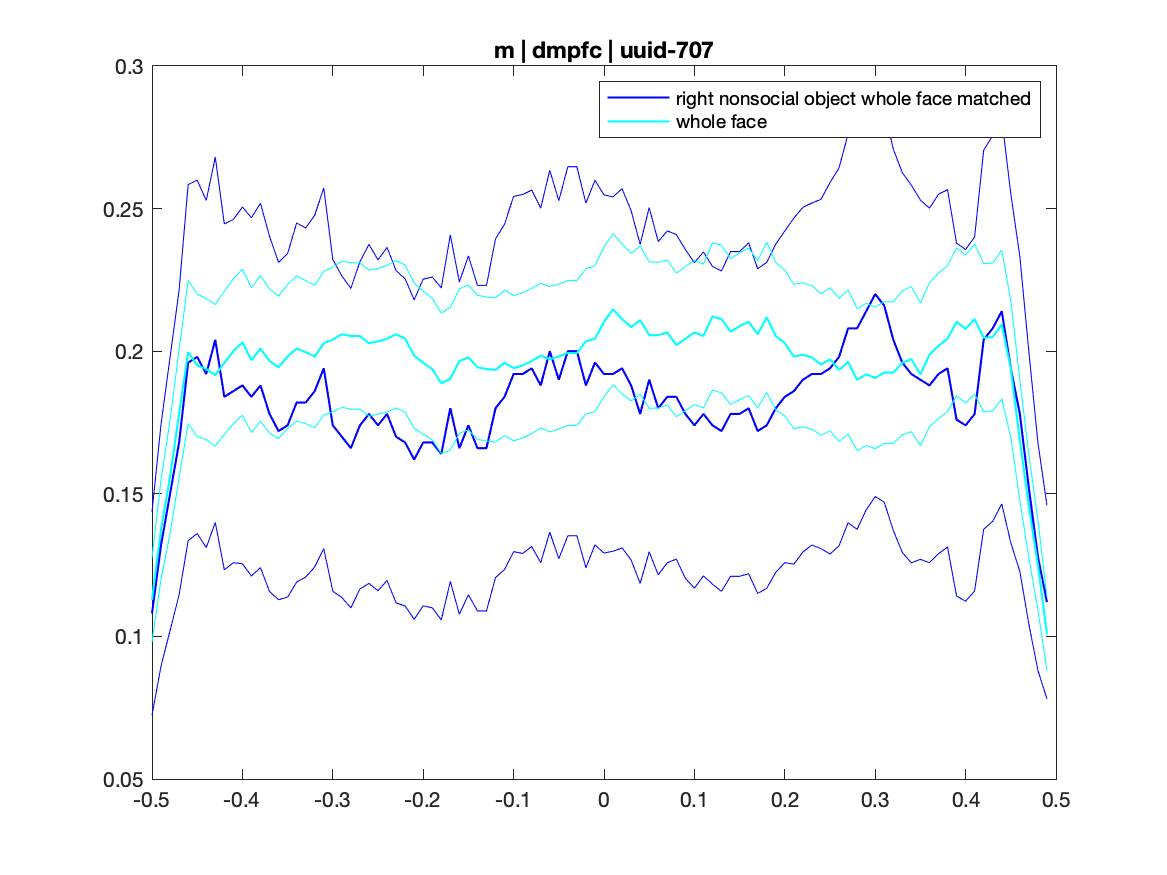 m | dmpfc | uuid-707
right nonsocial object whole face matched
whole face
0.3
0.25
0.2
0.15
0.1
0.05
-0.5 -0.4 -0.3 -0.2 -0.1 0 0.1 0.2 0.3 0.4 0.5